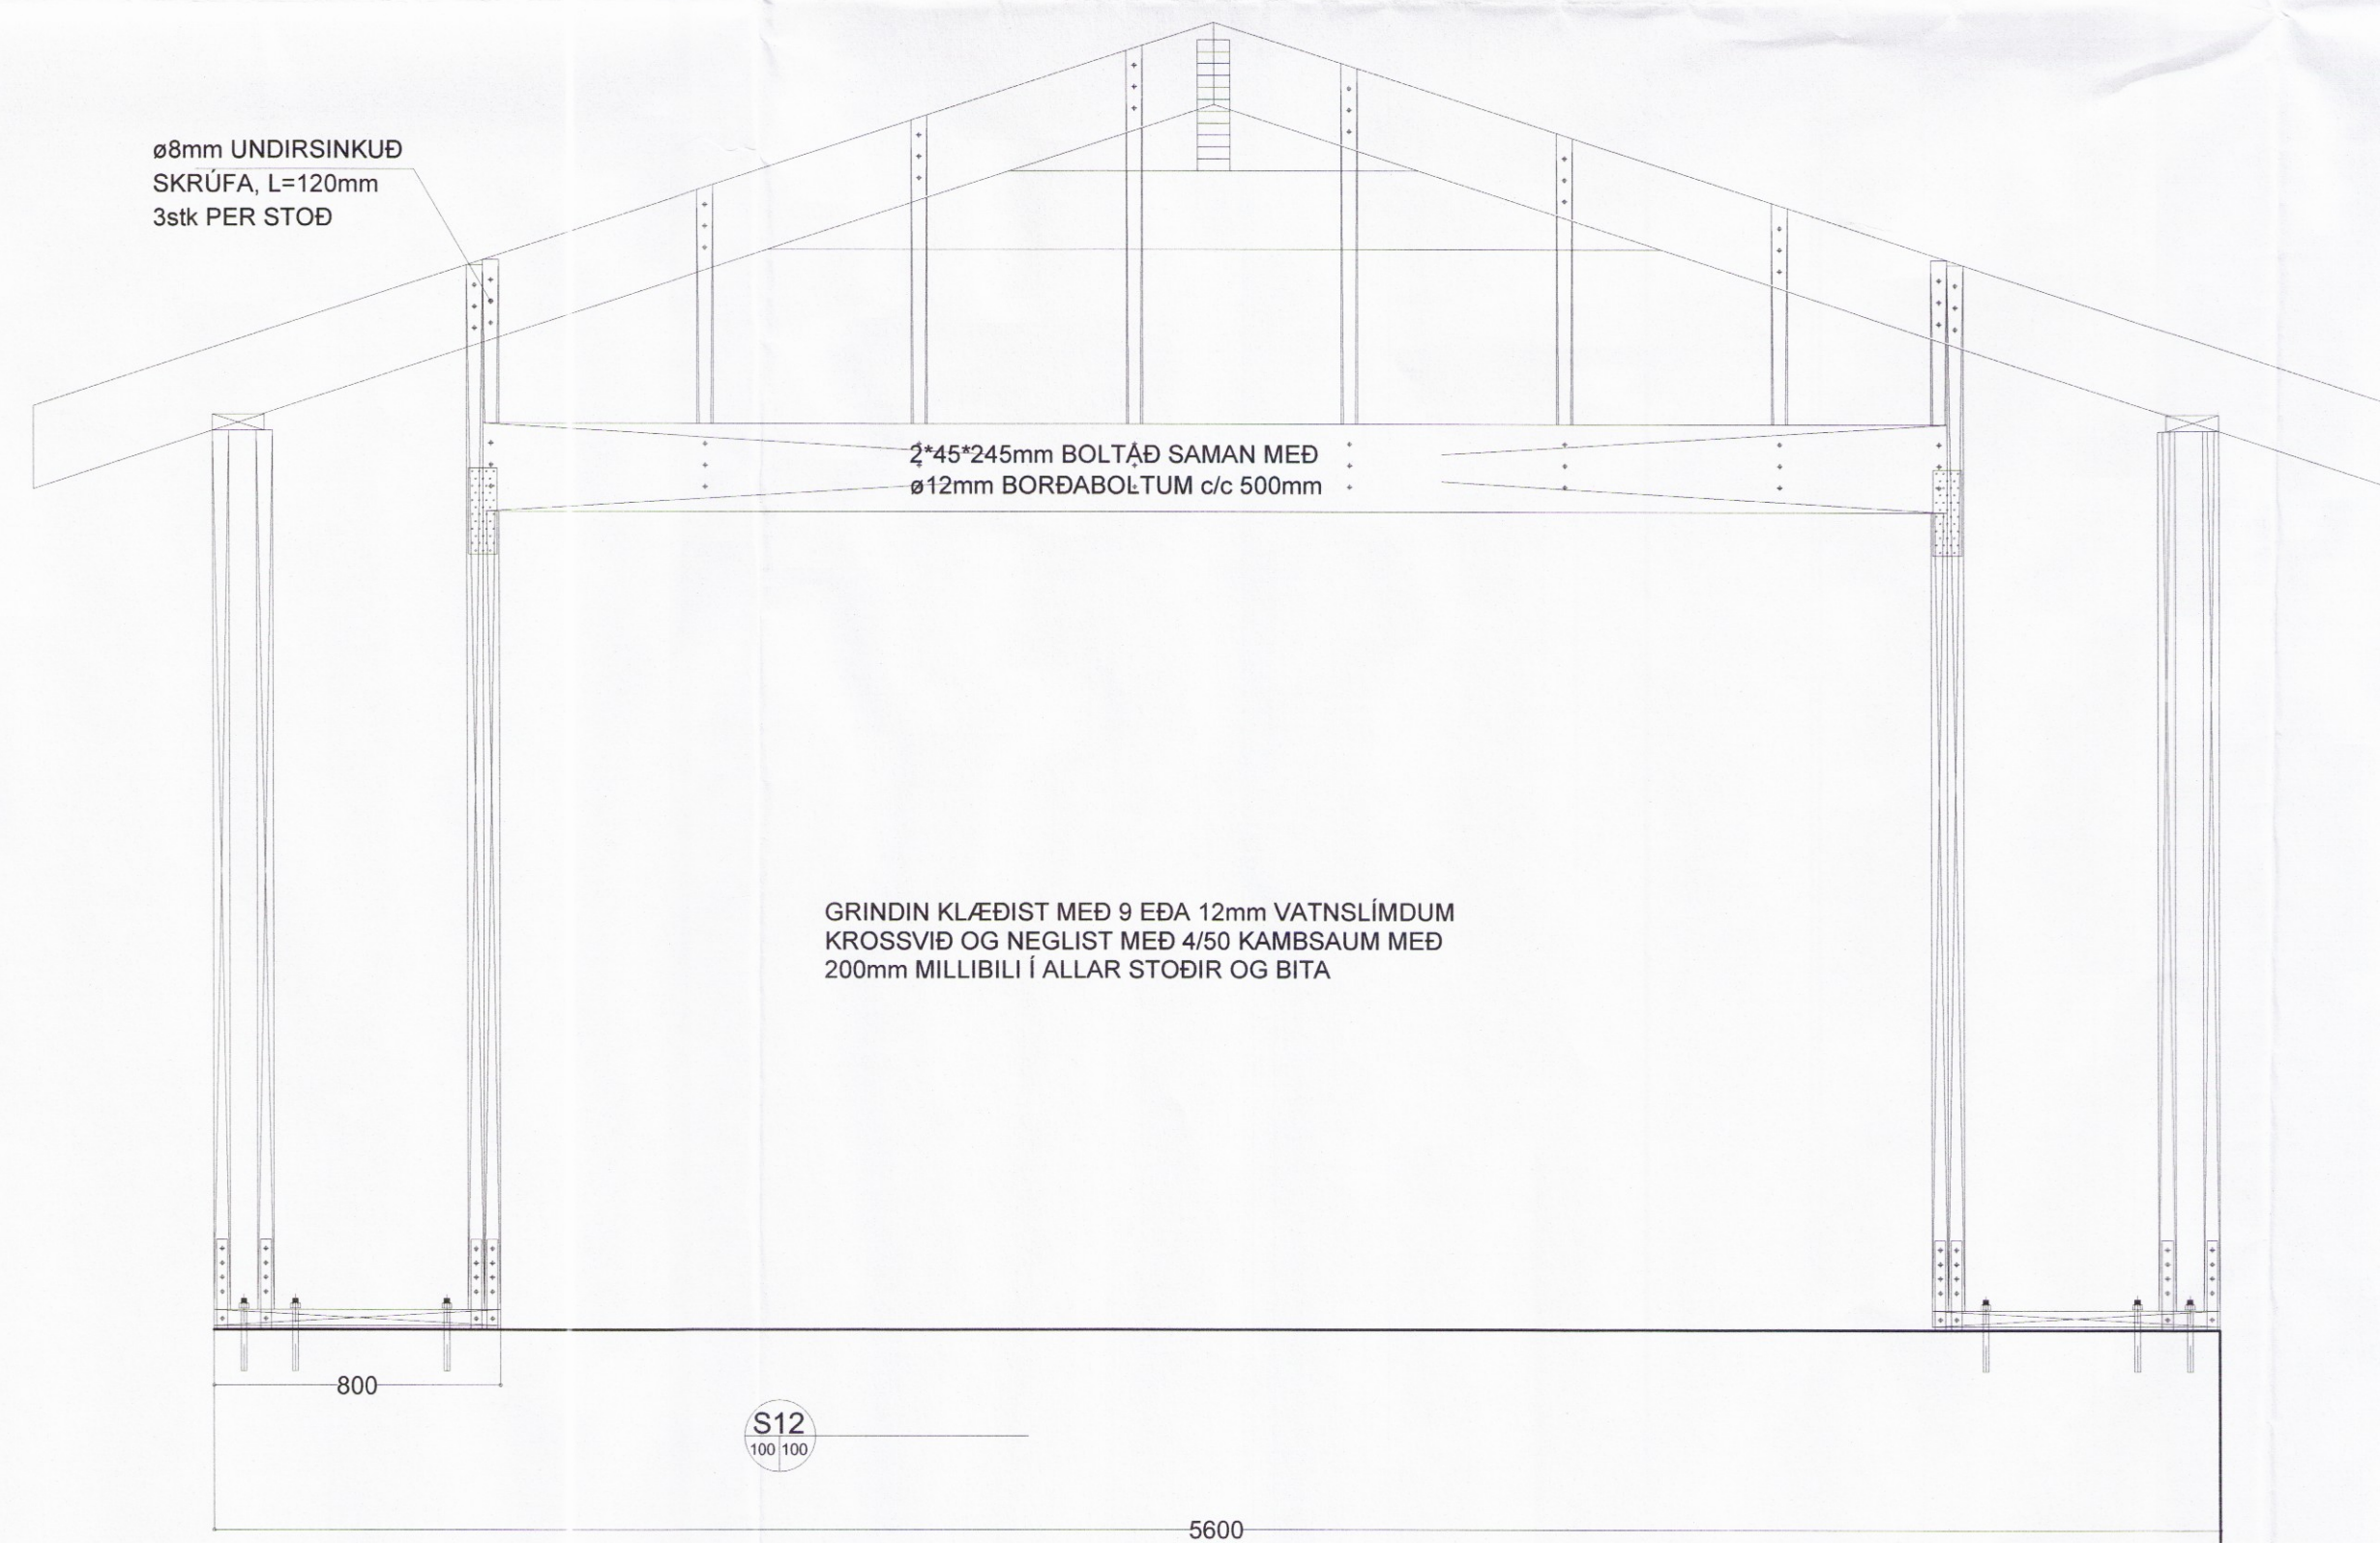 ø8mm UNDIRSINKUÐ
SKRÚFA, L=120mm
3stk PER STOÐ
2*45*245mm BOLTAÐ SAMAN MEÐ
ø12mm BORÐABOLTUM c/c 500mm
GRINDIN KLÆÐIST MEÐ 9 EÐA 12mm VATNSLÍMDUM
KROSSVIÐ OG NEGLIST MEÐ 4/50 KAMBSAUM MEÐ
200mm MILLIBILI Í ALLAR STOÐIR OG BITA
800
S12
100 100
5600